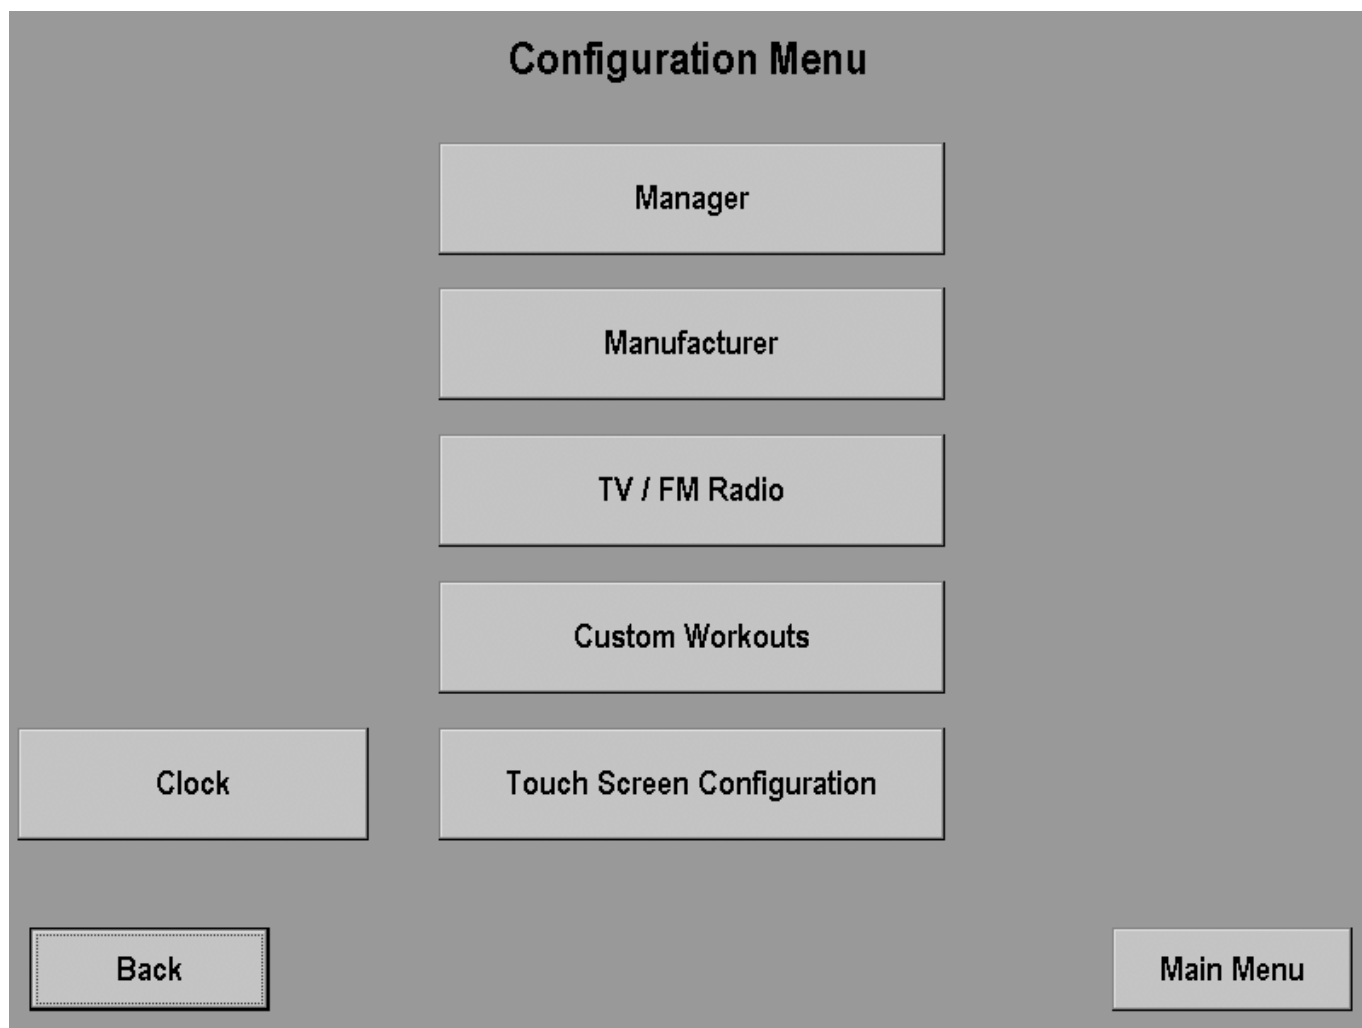 Configuration Menu
Manager
Manufacturer
TV / FM Radio
Custom Workouts
Clock
Touch Screen Configuration
Back
Main Menu